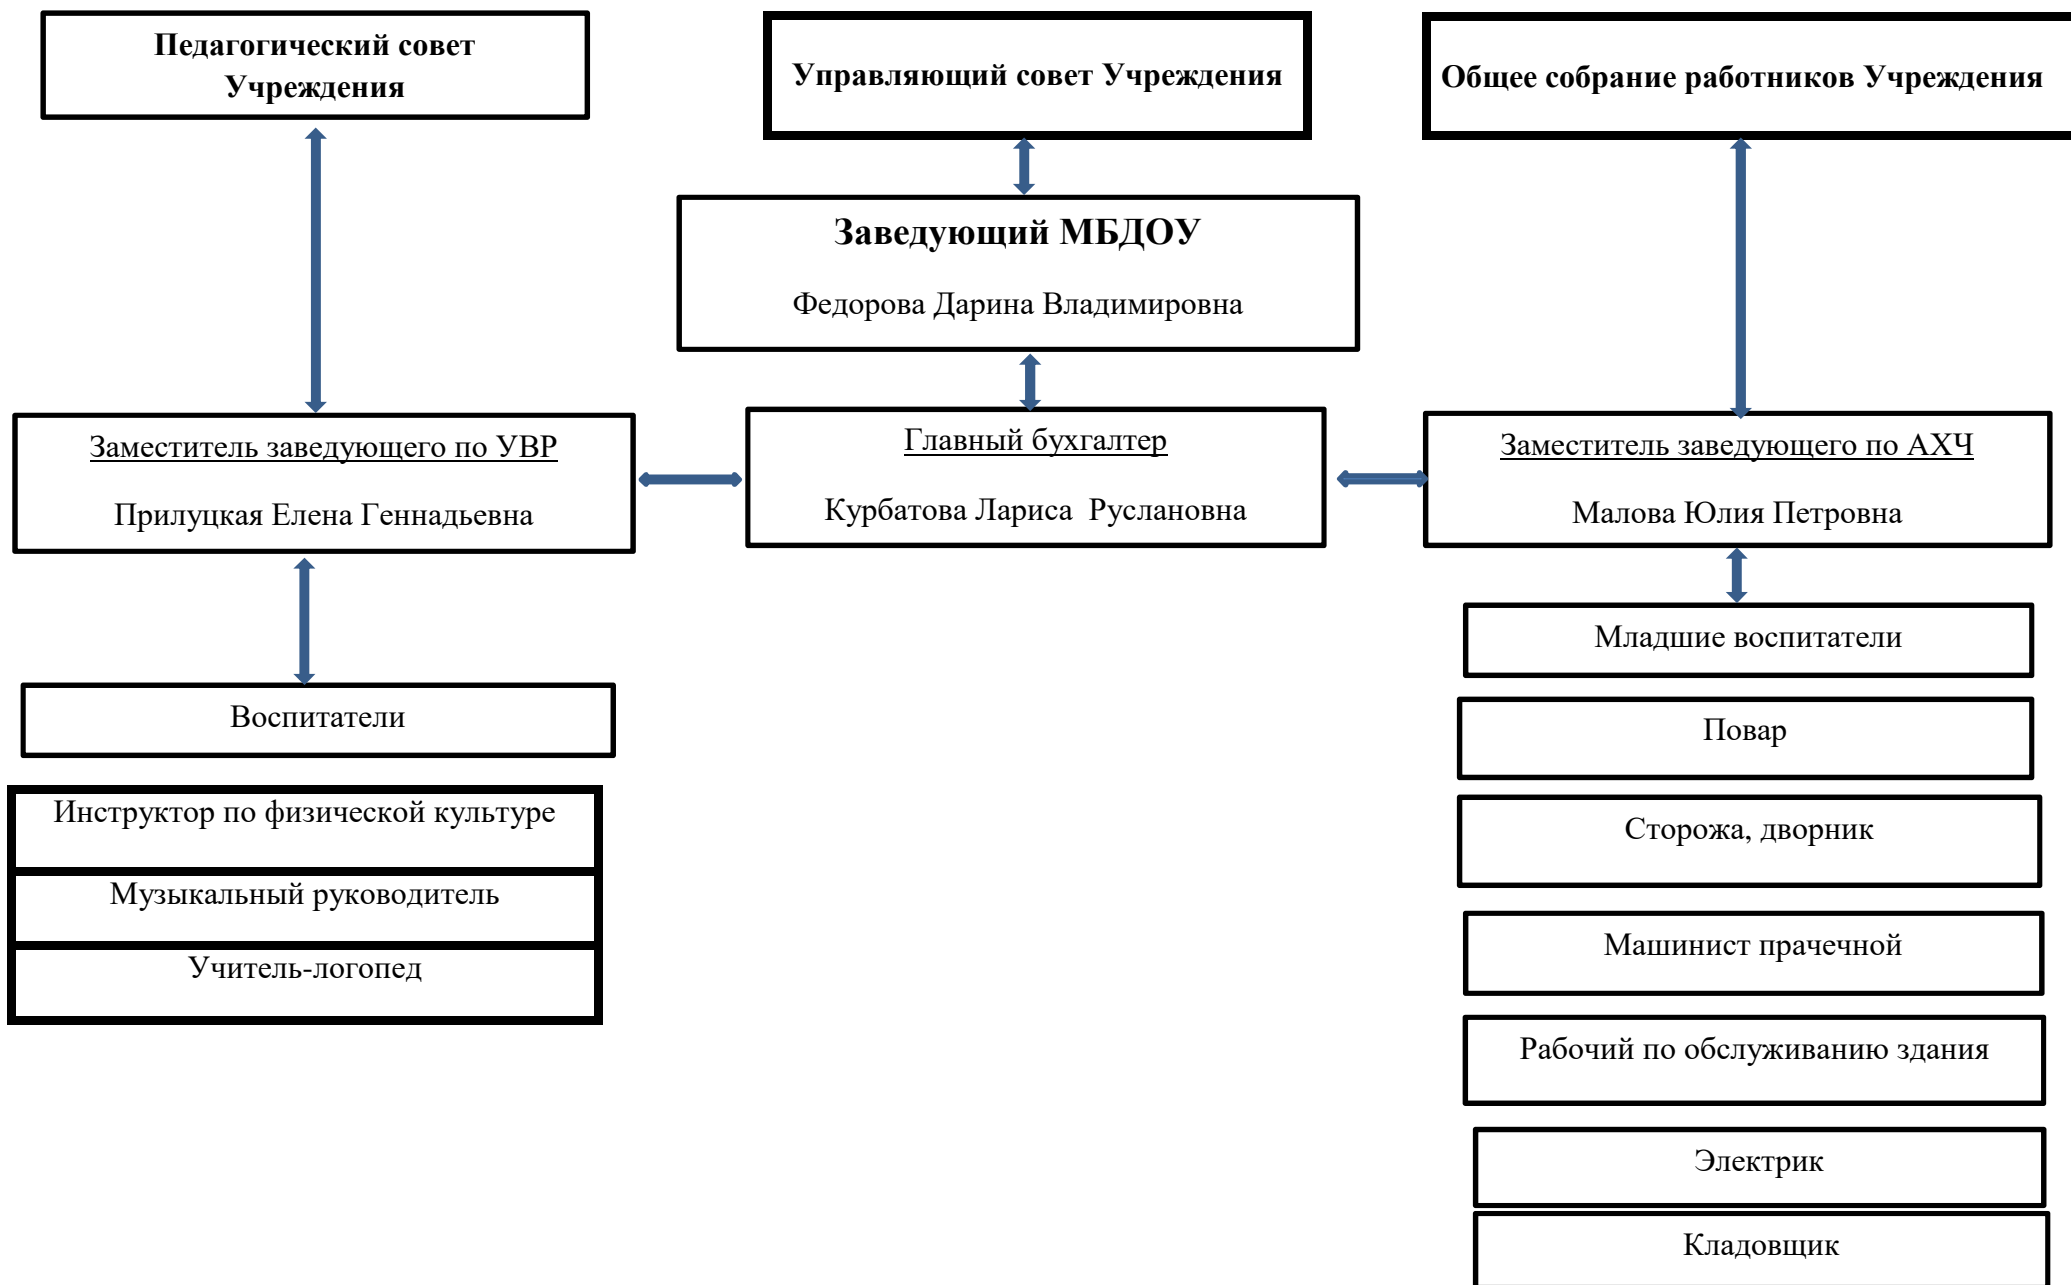 Педагогический совет
Учреждения
Управляющий совет Учреждения
Общее собрание работников Учреждения
Заведующий МБДОУ
Федорова Дарина Владимировна
Заместитель заведующего по УВР
Прилуцкая Елена Геннадьевна
Главный бухгалтер
Курбатова Лариса  Руслановна
Заместитель заведующего по АХЧ
Малова Юлия Петровна
Воспитатели
Инструктор по физической культуре
Музыкальный руководитель
Учитель-логопед
Младшие воспитатели
Повар
Сторожа, дворник
Машинист прачечной
Рабочий по обслуживанию здания
Электрик
Кладовщик